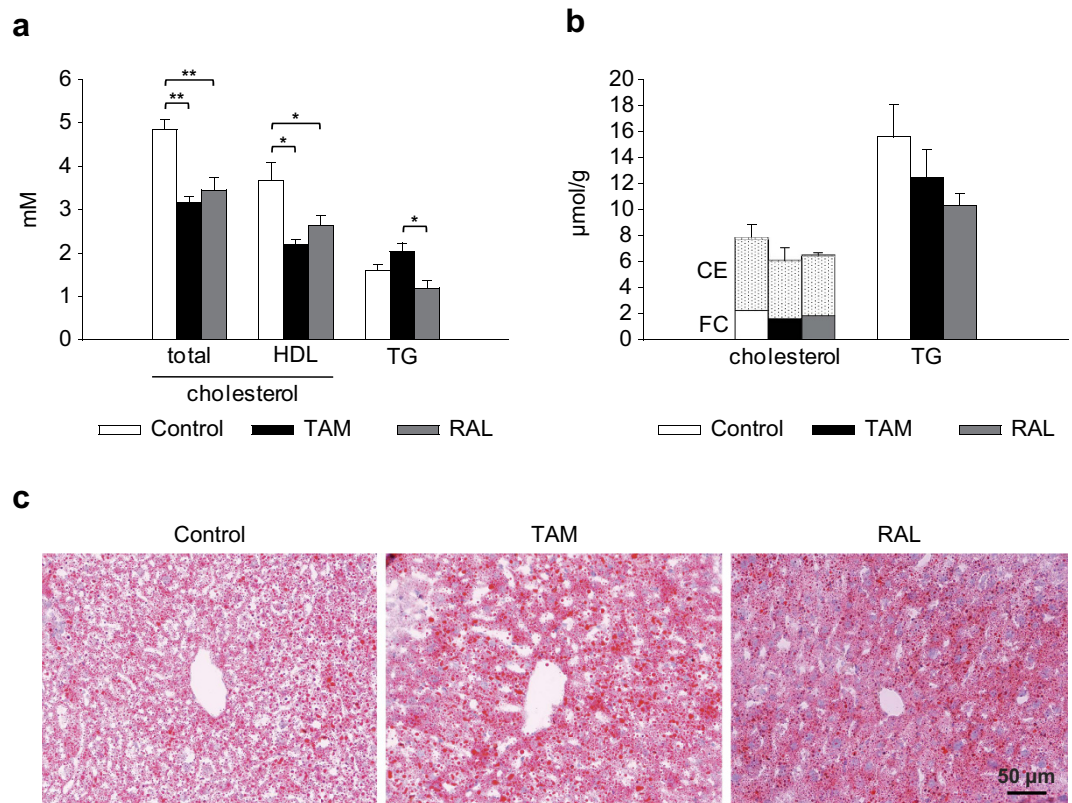 a
**
**
*
*
*
6
5
4
3
2
1
0
mM
total HDL TG
cholesterol
Control TAM RAL
b
20
18
16
14
12
10
8
6
4
2
0
µmol/g
CE
FC
cholesterol TG
Control TAM RAL
c
Control TAM RAL
50 µm